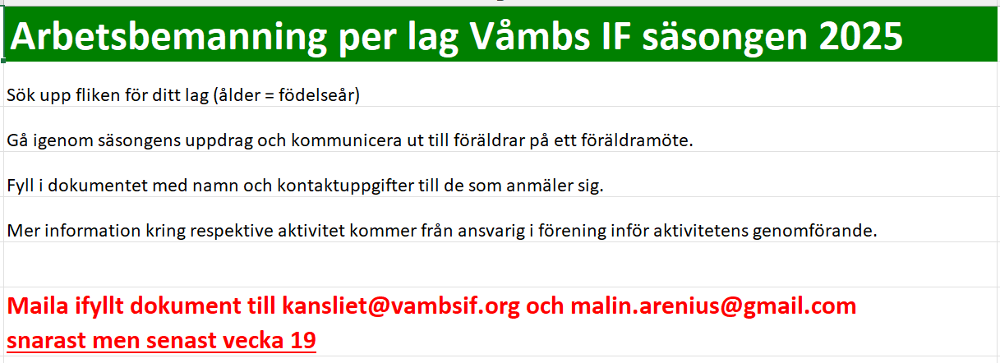 Arbetsbemanning per lag Våmbs IF säsongen 2025
Sök upp fliken för ditt lag (ålder = födelseår)
Gå igenom säsongens uppdrag och kommunicera ut till föräldrar på ett föräldramöte.
Fyll i dokumentet med namn och kontaktuppgifter till de som anmäler sig.
Mer information kring respektive aktivitet kommer från ansvarig i förening inför aktivitetens genomförande.
Maila ifyllt dokument till kansliet@vambsif.org och malin.arenius@gmail.com
snarast men senast vecka 19